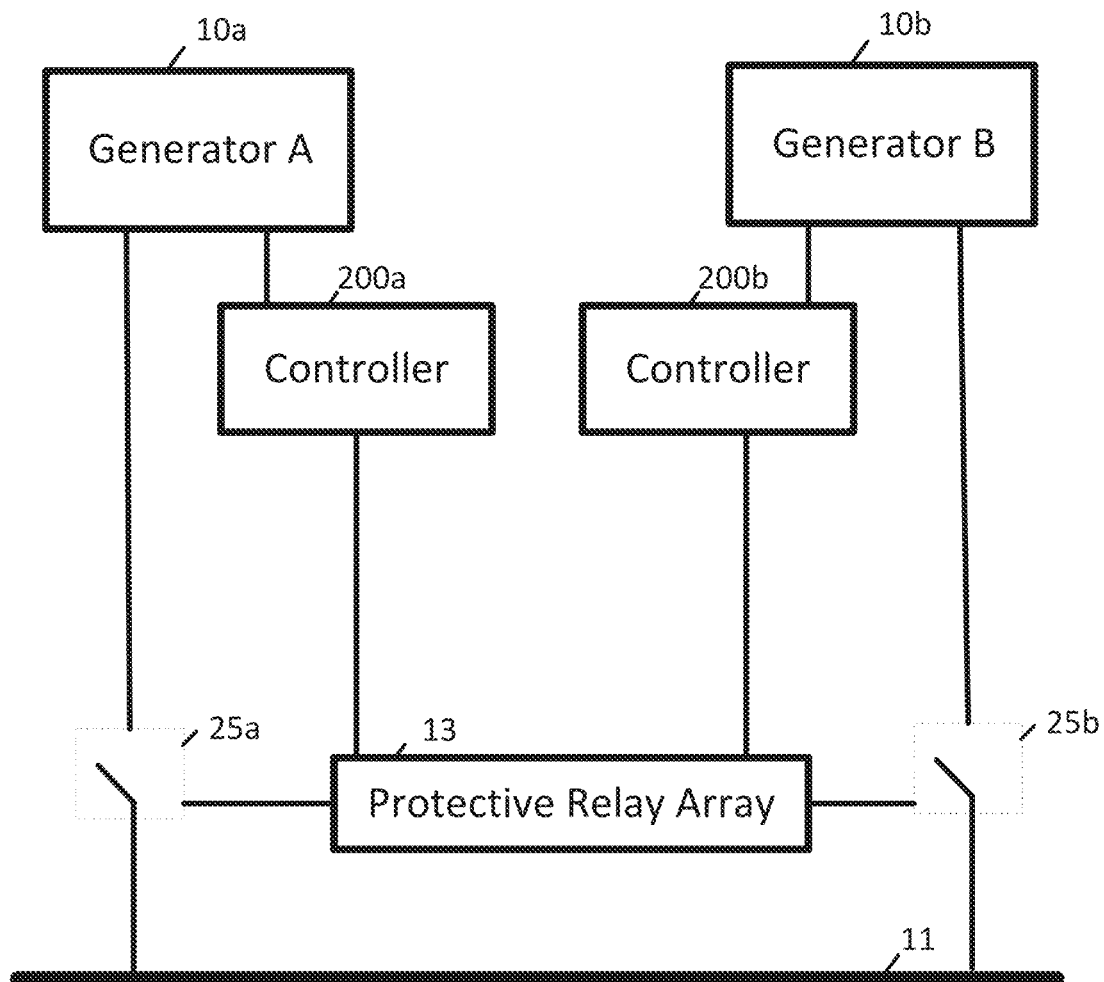 10a
10b
Generator A
Generator B
200a
200b
Controller
Controller
25a
13
25b
Protective Relay Array
11